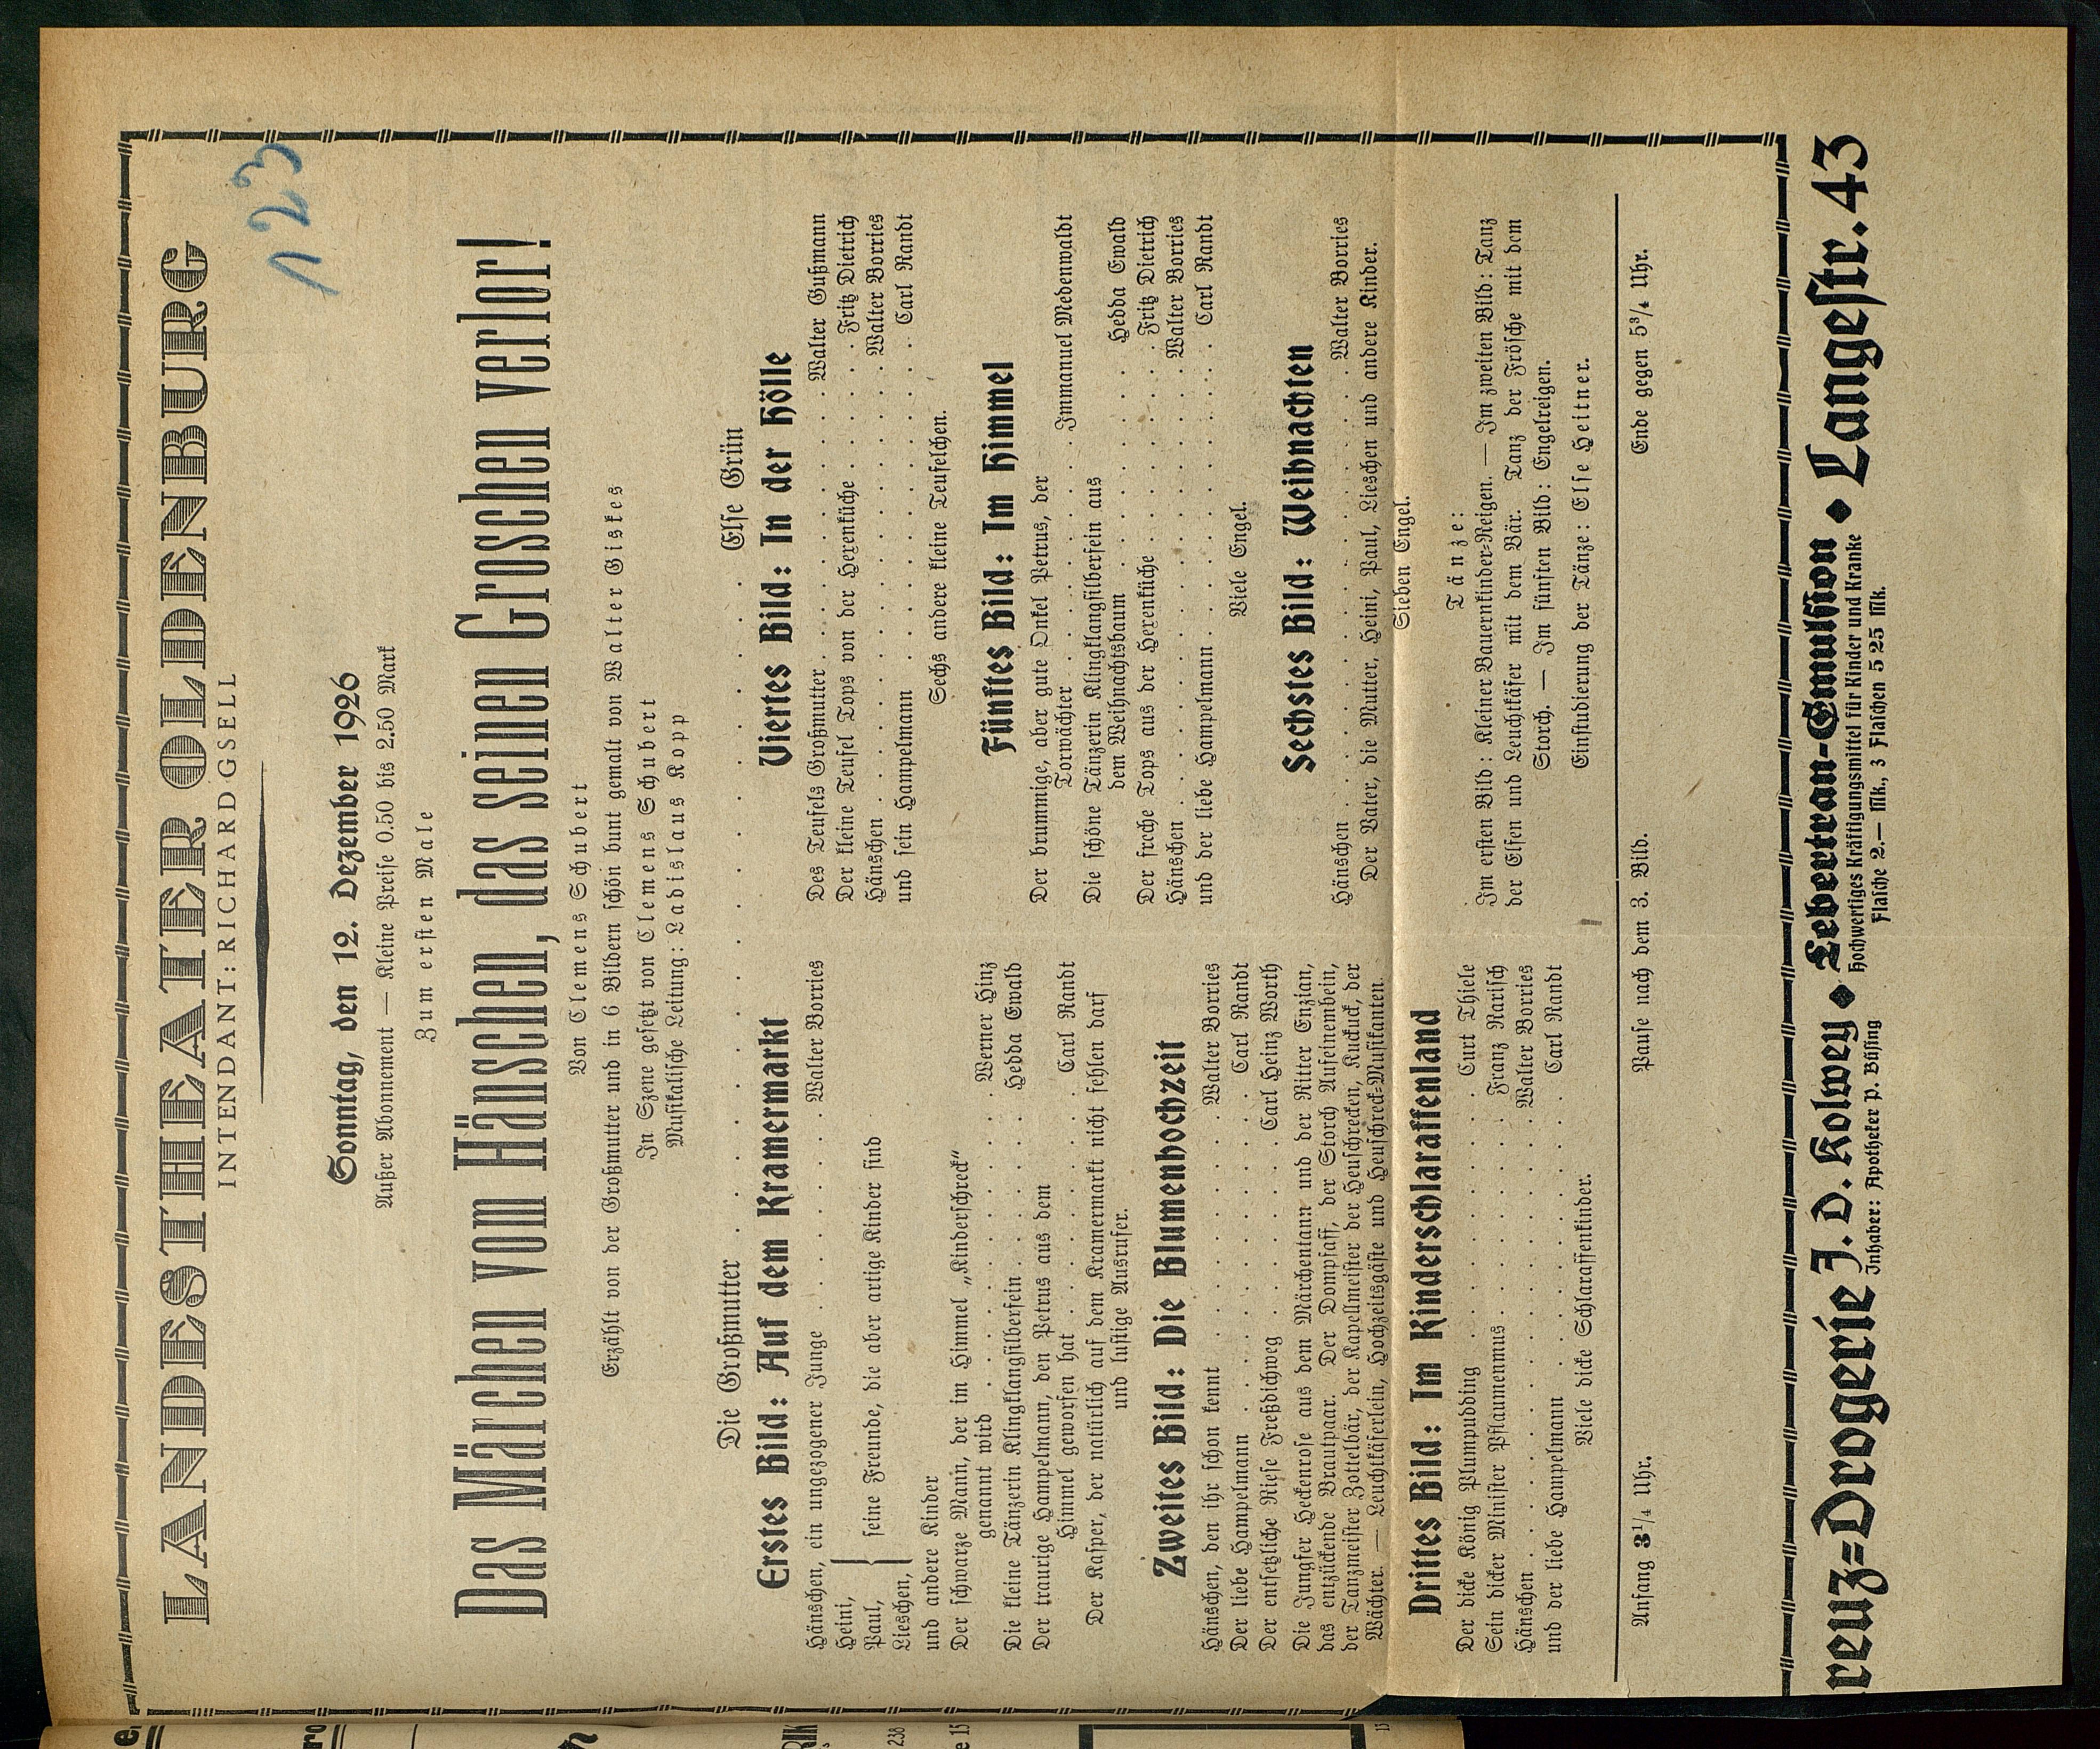 LANDESTHEATER OLDENBURG
INTENDANT: RICHARD GSELL
123
Sonntag, den 12. Dezember 1926
Außer Abonnement — Kleine Preise 0.50 bis 2.50 Mark
Zum ersten Male
Das Märchen vom Hänschen, das seinen Groschen verlor!
Von Clemens Schubert
Erzählt von der Großmutter und in 6 Bildern schön bunt gemalt von Walter Giskes
In Szene gesetzt von Clemens Schubert
Musikalische Leitung: Ladislaus Kopp
Die Großmutter . . . . . . . . . . . . . . Else Grün
Erstes Bild: Auf dem Kramermarkt
Hänschen, ein ungezogener Junge . . . . . . . Walter Borries
Heini,
Paul, } seine Freunde, die aber artige Kinder sind
Lieschen,
und andere Kinder
Der schwarze Mann, der im Himmel „Kinderschreck“
genannt wird . . . . . . . . . . . Werner Hinz
Die kleine Tänzerin Klingklangsilberfein . . . . . . Hedda Ewald
Der traurige Hampelmann, den Petrus aus dem
Himmel geworfen hat . . . . . . . . Carl Randt
Der Kasper, der natürlich auf dem Kramermarkt nicht fehlen darf
und lustige Ausrufer.
Zweites Bild: Die Blumenhochzeit
Hänschen, den ihr schon kennt . . . . . . . . Walter Borries
Der liebe Hampelmann . . . . . . . . . . Carl Randt
Der entsetzliche Riese Freßdichweg . . . . . . . Carl Heinz Worth
Die Jungfer Heckenrose aus dem Märchentann und der Ritter Enzian,
das entzückende Brautpaar. Der Dompfaff, der Storch Aufeinembein,
der Tanzmeister Zottelbär, der Kapellmeister der Heuschrecken, Kuckuck, der
Wächter. — Leuchtkäferlein, Hochzeitsgäste und Heuschreck-Musikanten.
Drittes Bild: Im Kinderschlaraffenland
Der dicke König Plumpudding . . . . . . . . Curt Thiele
Sein dicker Minister Pflaumenmus . . . . . . . Franz Rarisch
Hänschen . . . . . . . . . . . . . Walter Borries
und der liebe Hampelmann . . . . . . . . Carl Randt
Viele dicke Schlaraffenkinder.
Viertes Bild: In der Hölle
Des Teufels Großmutter . . . . . . . . . Walter Gußmann
Der kleine Teufel Tops von der Hexenküche . . . . . Fritz Dietrich
Hänschen . . . . . . . . . . . . . Walter Borries
und sein Hampelmann . . . . . . . . . . Carl Randt
Sechs andere kleine Teufelchen.
Fünftes Bild: Im Himmel
Der brummige, aber gute Onkel Petrus, der
Torwächter . . . . . . . . . . . Immanuel Medenwaldt
Die schöne Tänzerin Klingklangsilberfein aus
dem Weihnachtsbaum . . . . . . . . Hedda Ewald
Der freche Tops aus der Hexenküche . . . . . . Fritz Dietrich
Hänschen . . . . . . . . . . . . . Walter Borries
und der liebe Hampelmann . . . . . . . . Carl Randt
Viele Engel.
Sechstes Bild: Weihnachten
Hänschen . . . . . . . . . . . . . Walter Borries
Der Vater, die Mutter, Heini, Paul, Lieschen und andere Kinder.
Sieben Engel.
Tänze:
Im ersten Bild: Kleiner Bauernkinder-Reigen. — Im zweiten Bild: Tanz
der Elfen und Leuchtkäfer mit dem Bär. Tanz der Frösche mit dem
Storch. — Im fünften Bild: Engelreigen.
Einstudierung der Tänze: Else Heitner.
Anfang 3¹/₄ Uhr. Pause nach dem 3. Bild. Ende gegen 5³/₄ Uhr.
reuz-Drogerie J. D. Kolwey ◆ Lebertran-Emulsion ◆ Langestr. 43
Inhaber: Apotheker P. Büsing
Hochwertiges Kräftigungsmittel für Kinder und Kranke
Flasche 2.— Mk., 3 Flaschen 5 25 Mk.